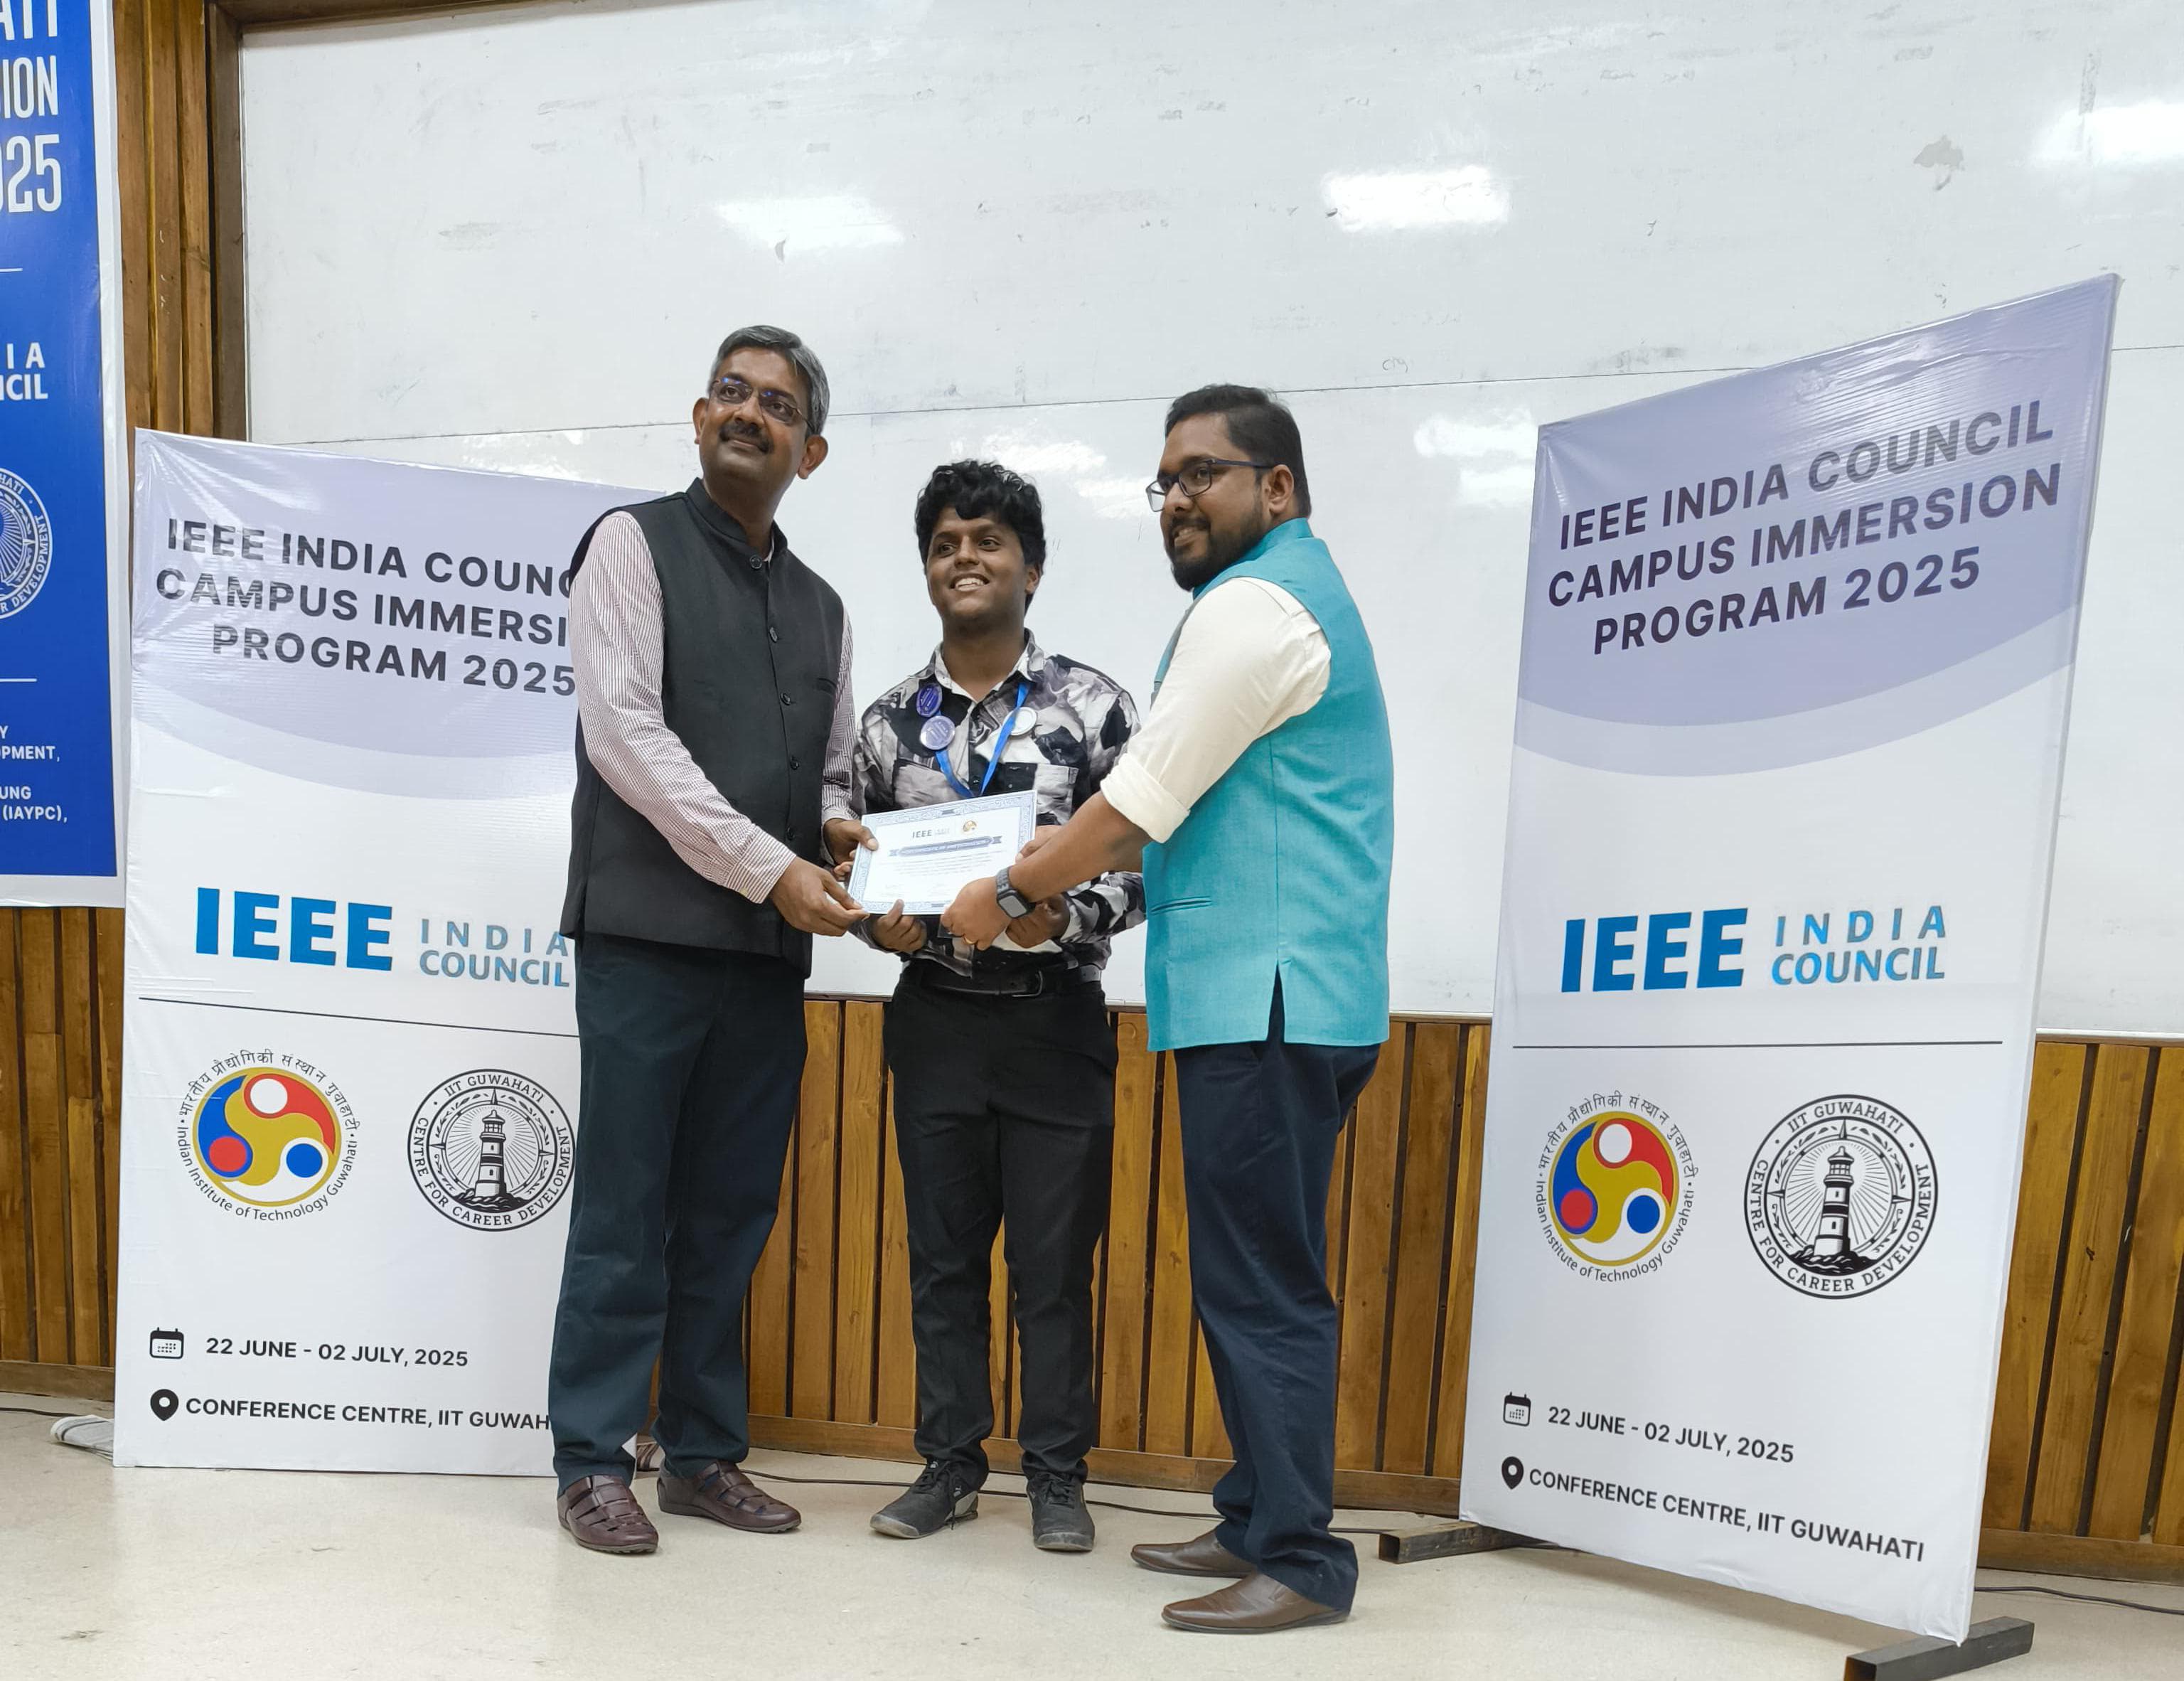 ATI
ION
025
I A
CIL
DEVELOPMENT
Y
OPMENT,
UNG
(IAYPC),
IEEE INDIA COUNC
CAMPUS IMMERSI
PROGRAM 2025
IEEE INDIA
COUNCIL
भारतीय प्रौद्योगिकी संस्थान गुवाहाटी
Indian Institute of Technology Guwahati
IIT GUWAHATI
CENTRE FOR CAREER DEVELOPMENT
22 JUNE - 02 JULY, 2025
CONFERENCE CENTRE, IIT GUWAH
IEEE
IEEE INDIA COUNCIL
CAMPUS IMMERSION
PROGRAM 2025
IEEE INDIA
COUNCIL
भारतीय प्रौद्योगिकी संस्थान गुवाहाटी
Indian Institute of Technology Guwahati
IIT GUWAHATI
CENTRE FOR CAREER DEVELOPMENT
22 JUNE - 02 JULY, 2025
CONFERENCE CENTRE, IIT GUWAHATI